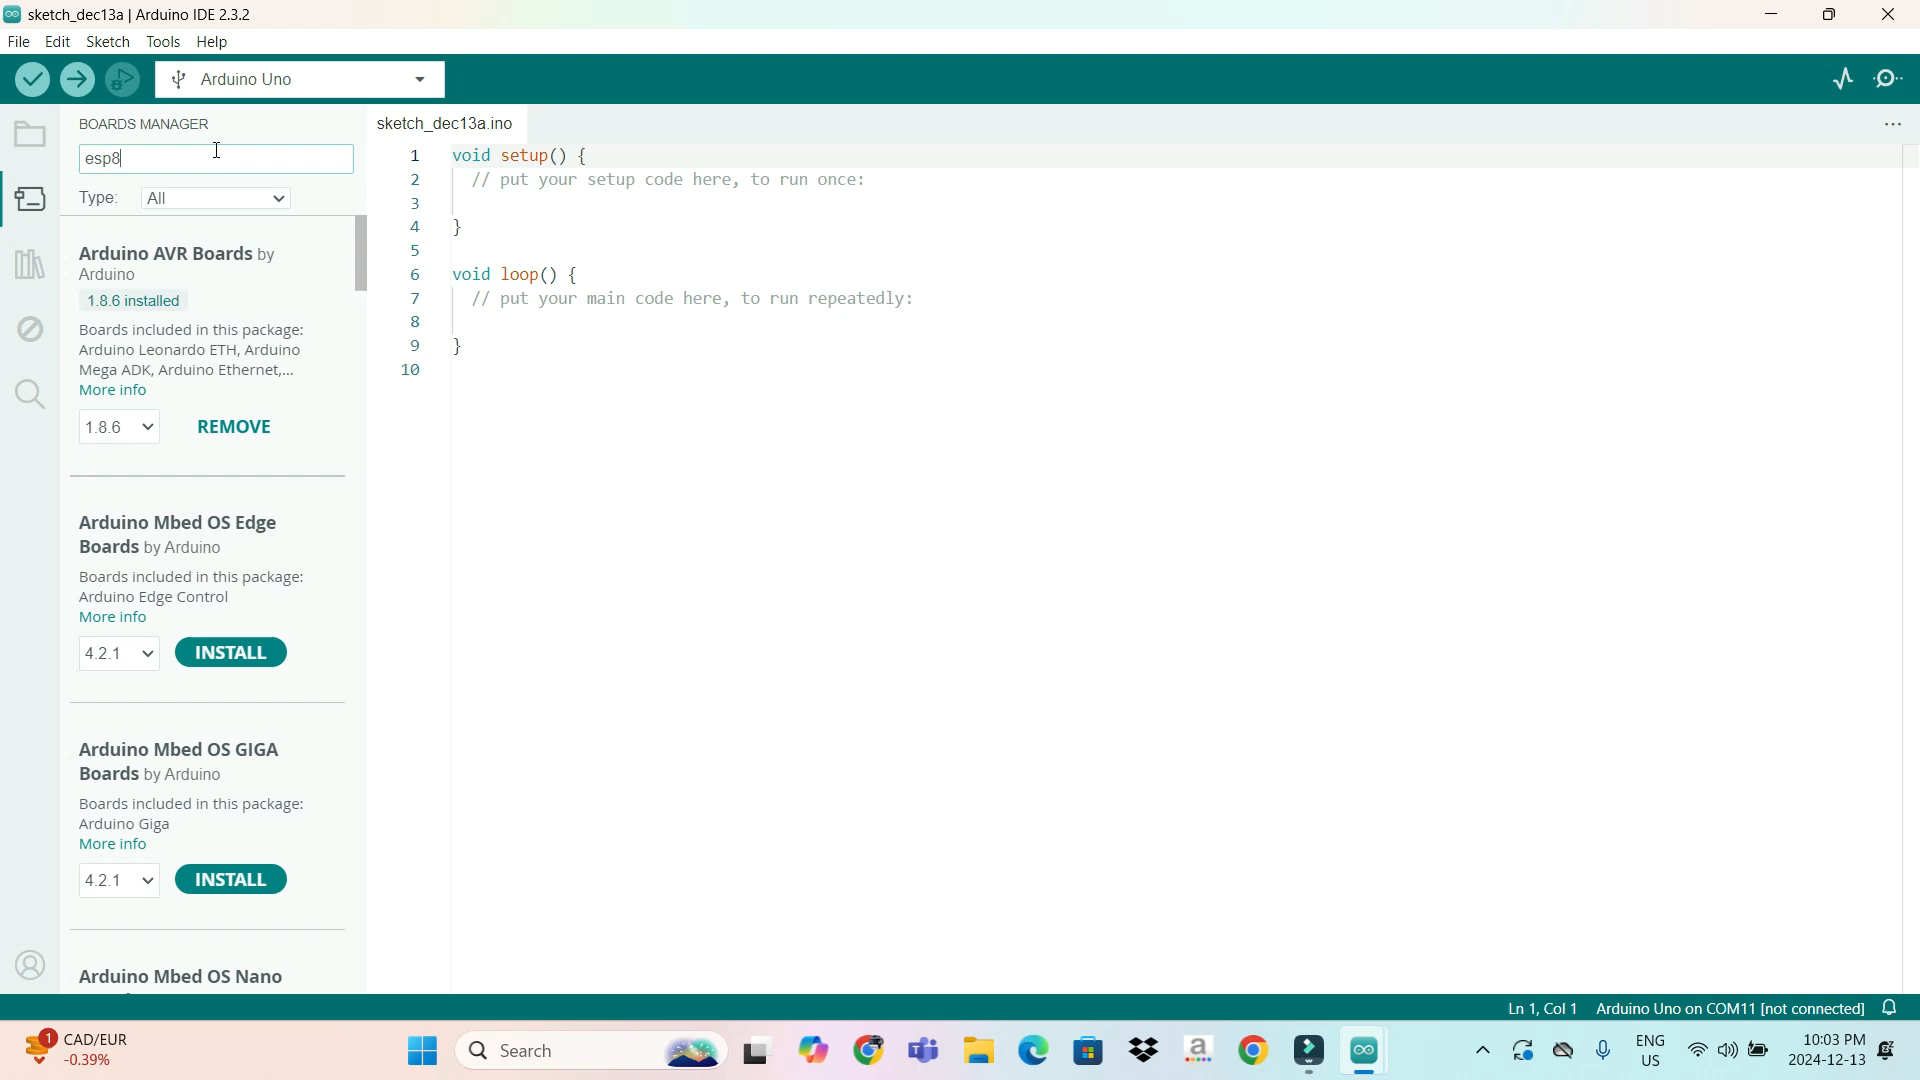 sketch_dec13a | Arduino IDE 2.3.2
File Edit Sketch Tools Help
Arduino Uno
BOARDS MANAGER
esp8
Type: All
Arduino AVR Boards by
Arduino
1.8.6 installed
Boards included in this package:
Arduino Leonardo ETH, Arduino
Mega ADK, Arduino Ethernet,...
More info
1.8.6 REMOVE
Arduino Mbed OS Edge
Boards by Arduino
Boards included in this package:
Arduino Edge Control
More info
4.2.1 INSTALL
Arduino Mbed OS GIGA
Boards by Arduino
Boards included in this package:
Arduino Giga
More info
4.2.1 INSTALL
Arduino Mbed OS Nano
sketch_dec13a.ino
1 void setup() {
2 // put your setup code here, to run once:
3
4 }
5
6 void loop() {
7 // put your main code here, to run repeatedly:
8
9 }
10
Ln 1, Col 1 Arduino Uno on COM11 [not connected]
1 CAD/EUR
-0.39%
Search
a
ENG
US
10:03 PM
2024-12-13